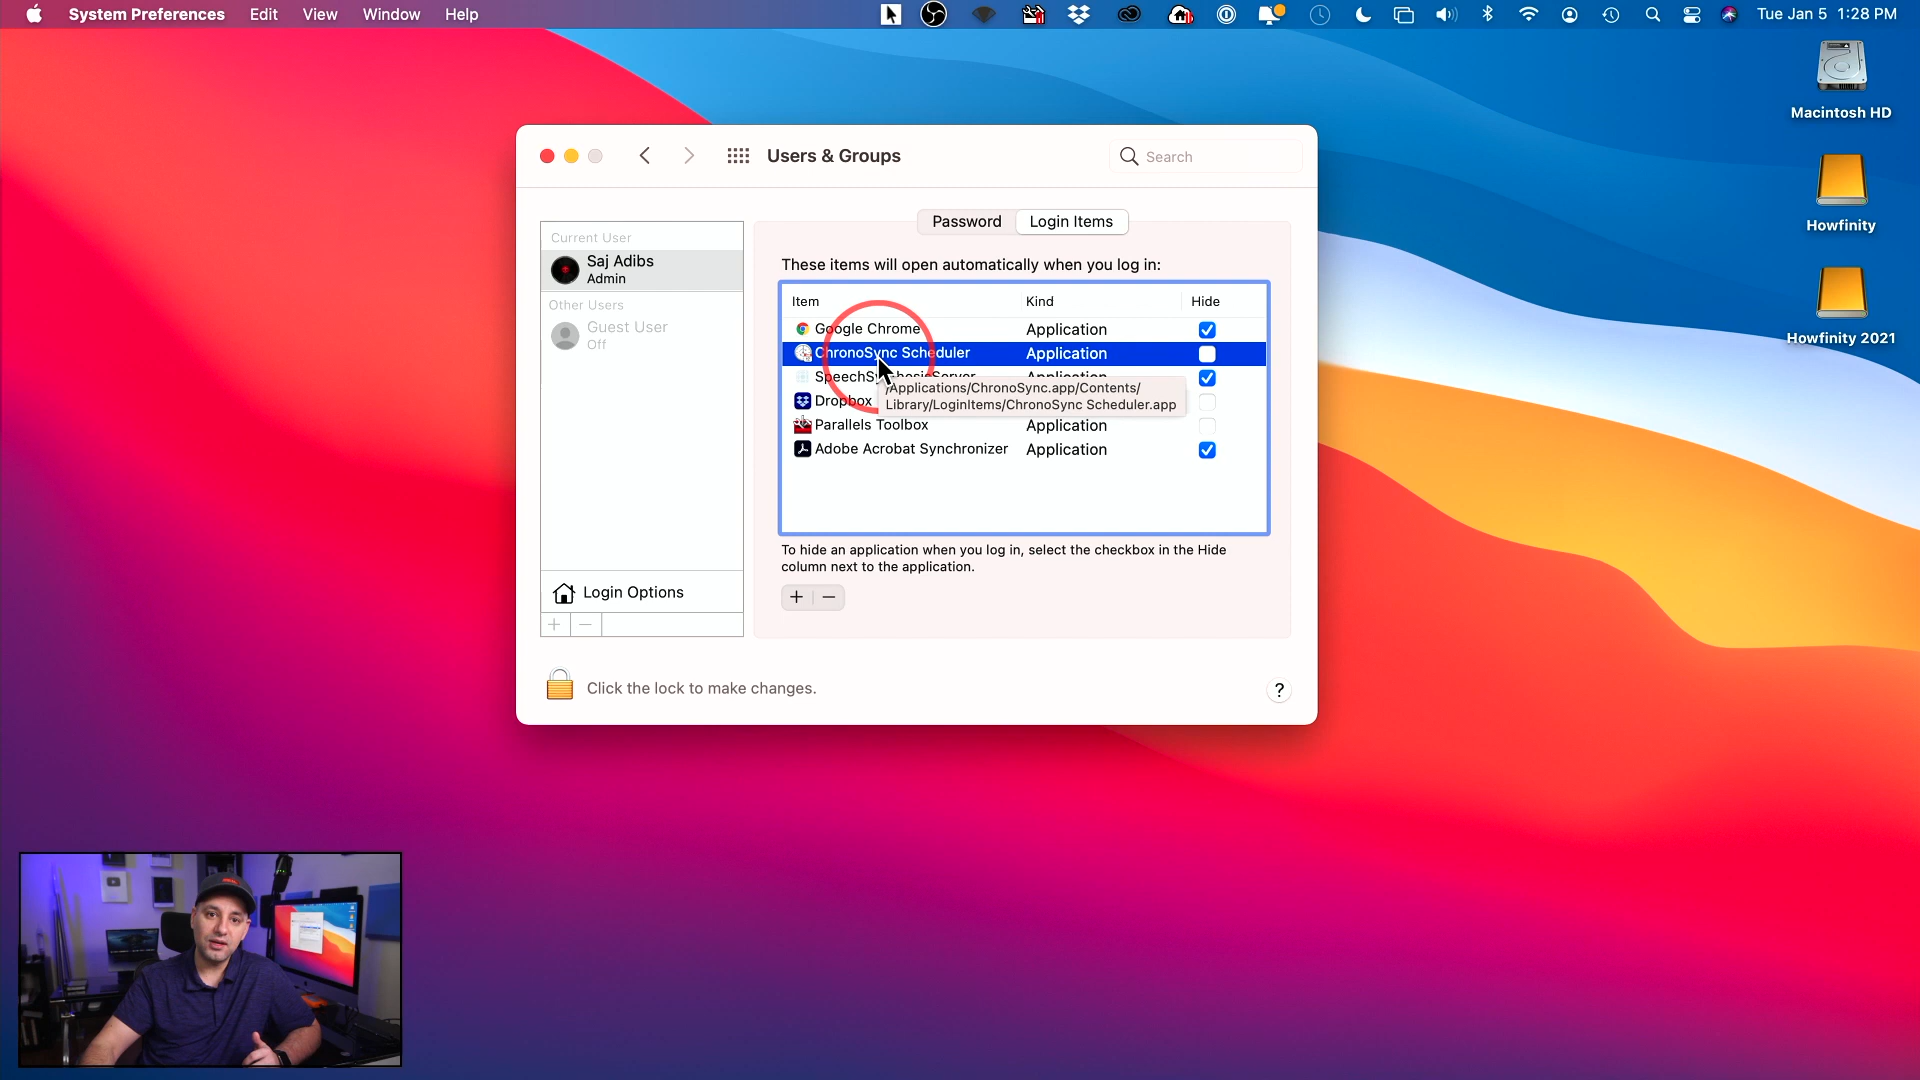 System Preferences Edit View Window Help
Tue Jan 5 1:28 PM
Macintosh HD
Howfinity
Howfinity 2021
Users & Groups
Search
Current User
Saj Adibs
Admin
Other Users
Guest User
Off
Login Options
Password
Login Items
These items will open automatically when you log in:
Item Kind Hide
Google Chrome Application
ChronoSync Scheduler Application
SpeechSynthesisServer Application
Dropbox
/Applications/ChronoSync.app/Contents/
Library/LoginItems/ChronoSync Scheduler.app
Parallels Toolbox Application
Adobe Acrobat Synchronizer Application
To hide an application when you log in, select the checkbox in the Hide
column next to the application.
+ −
+ −
Click the lock to make changes.
?